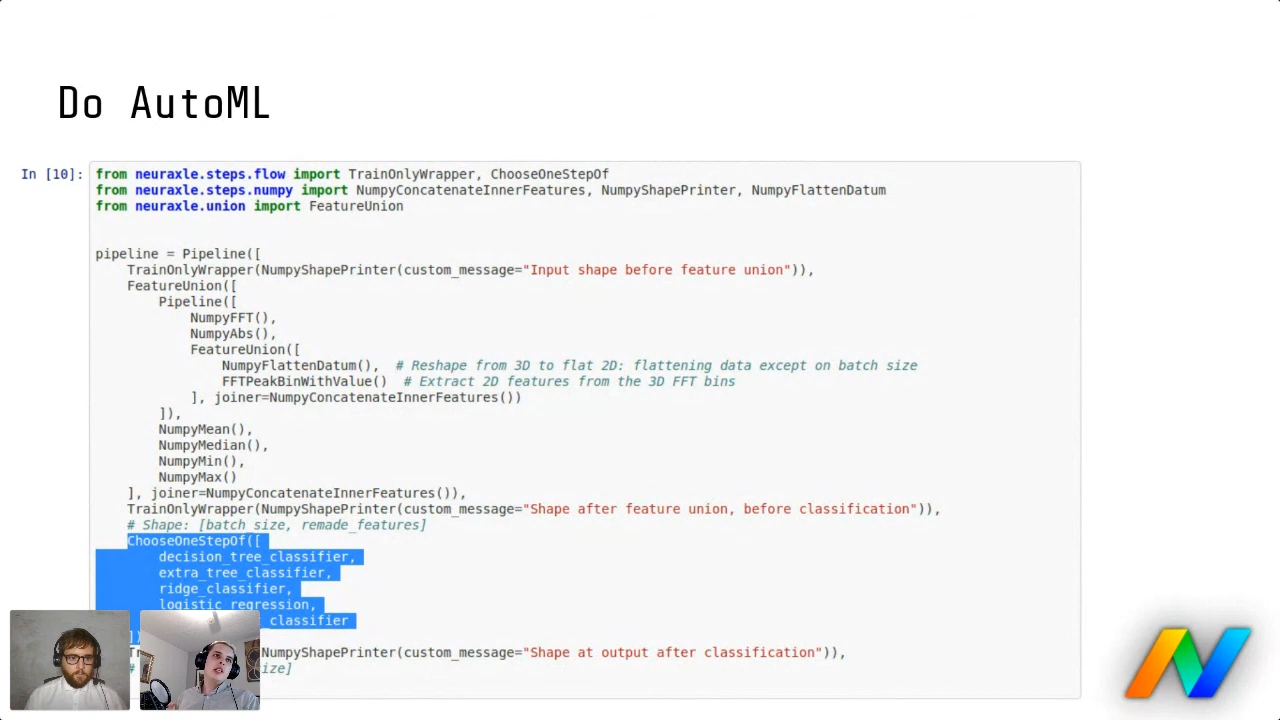 Do AutoML
In [10]:
from neuraxle.steps.flow import TrainOnlyWrapper, ChooseOneStepOf
from neuraxle.steps.numpy import NumpyConcatenateInnerFeatures, NumpyShapePrinter, NumpyFlattenDatum
from neuraxle.union import FeatureUnion
pipeline = Pipeline([
TrainOnlyWrapper(NumpyShapePrinter(custom_message="Input shape before feature union")),
FeatureUnion([
Pipeline([
NumpyFFT(),
NumpyAbs(),
FeatureUnion([
NumpyFlattenDatum(), # Reshape from 3D to flat 2D: flattening data except on batch size
FFTPeakBinWithValue() # Extract 2D features from the 3D FFT bins
], joiner=NumpyConcatenateInnerFeatures())
]),
NumpyMean(),
NumpyMedian(),
NumpyMin(),
NumpyMax()
], joiner=NumpyConcatenateInnerFeatures()),
TrainOnlyWrapper(NumpyShapePrinter(custom_message="Shape after feature union, before classification")),
# Shape: [batch size, remade_features]
ChooseOneStepOf([
decision_tree_classifier,
extra_tree_classifier,
ridge_classifier,
logistic_regression,
classifier
])
NumpyShapePrinter(custom_message="Shape at output after classification")),
ize]